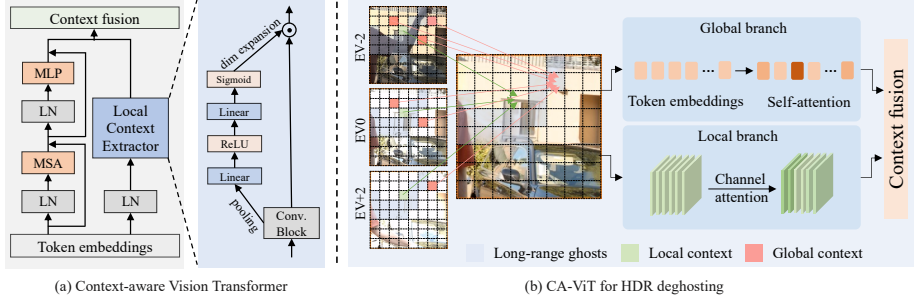 Context fusion
MLP
LN
MSA
LN
LN
Local
Context
Extractor
Token embeddings
dim expansion
Sigmoid
Linear
ReLU
Linear
pooling
Conv.
Block
(a) Context-aware Vision Transformer
EV-2
EV0
EV+2
Global branch
...
...
Token embeddings
Self-attention
Local branch
Channel
attention
Context fusion
Long-range ghosts
Local context
Global context
(b) CA-ViT for HDR deghosting